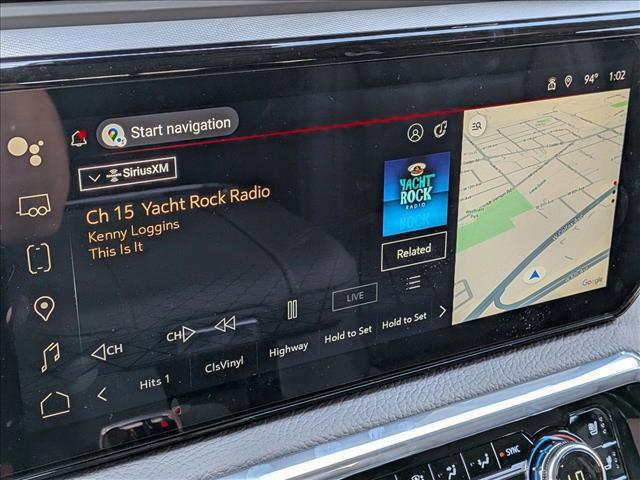 94° 1:02
Start navigation
SiriusXM
Ch 15 Yacht Rock Radio
Kenny Loggins
This Is It
YACHT
ROCK
RADIO
Related
LIVE
CH
CH
Hits 1
ClsVinyl
Highway
Hold to Set
Hold to Set
Google
SYNC
LO